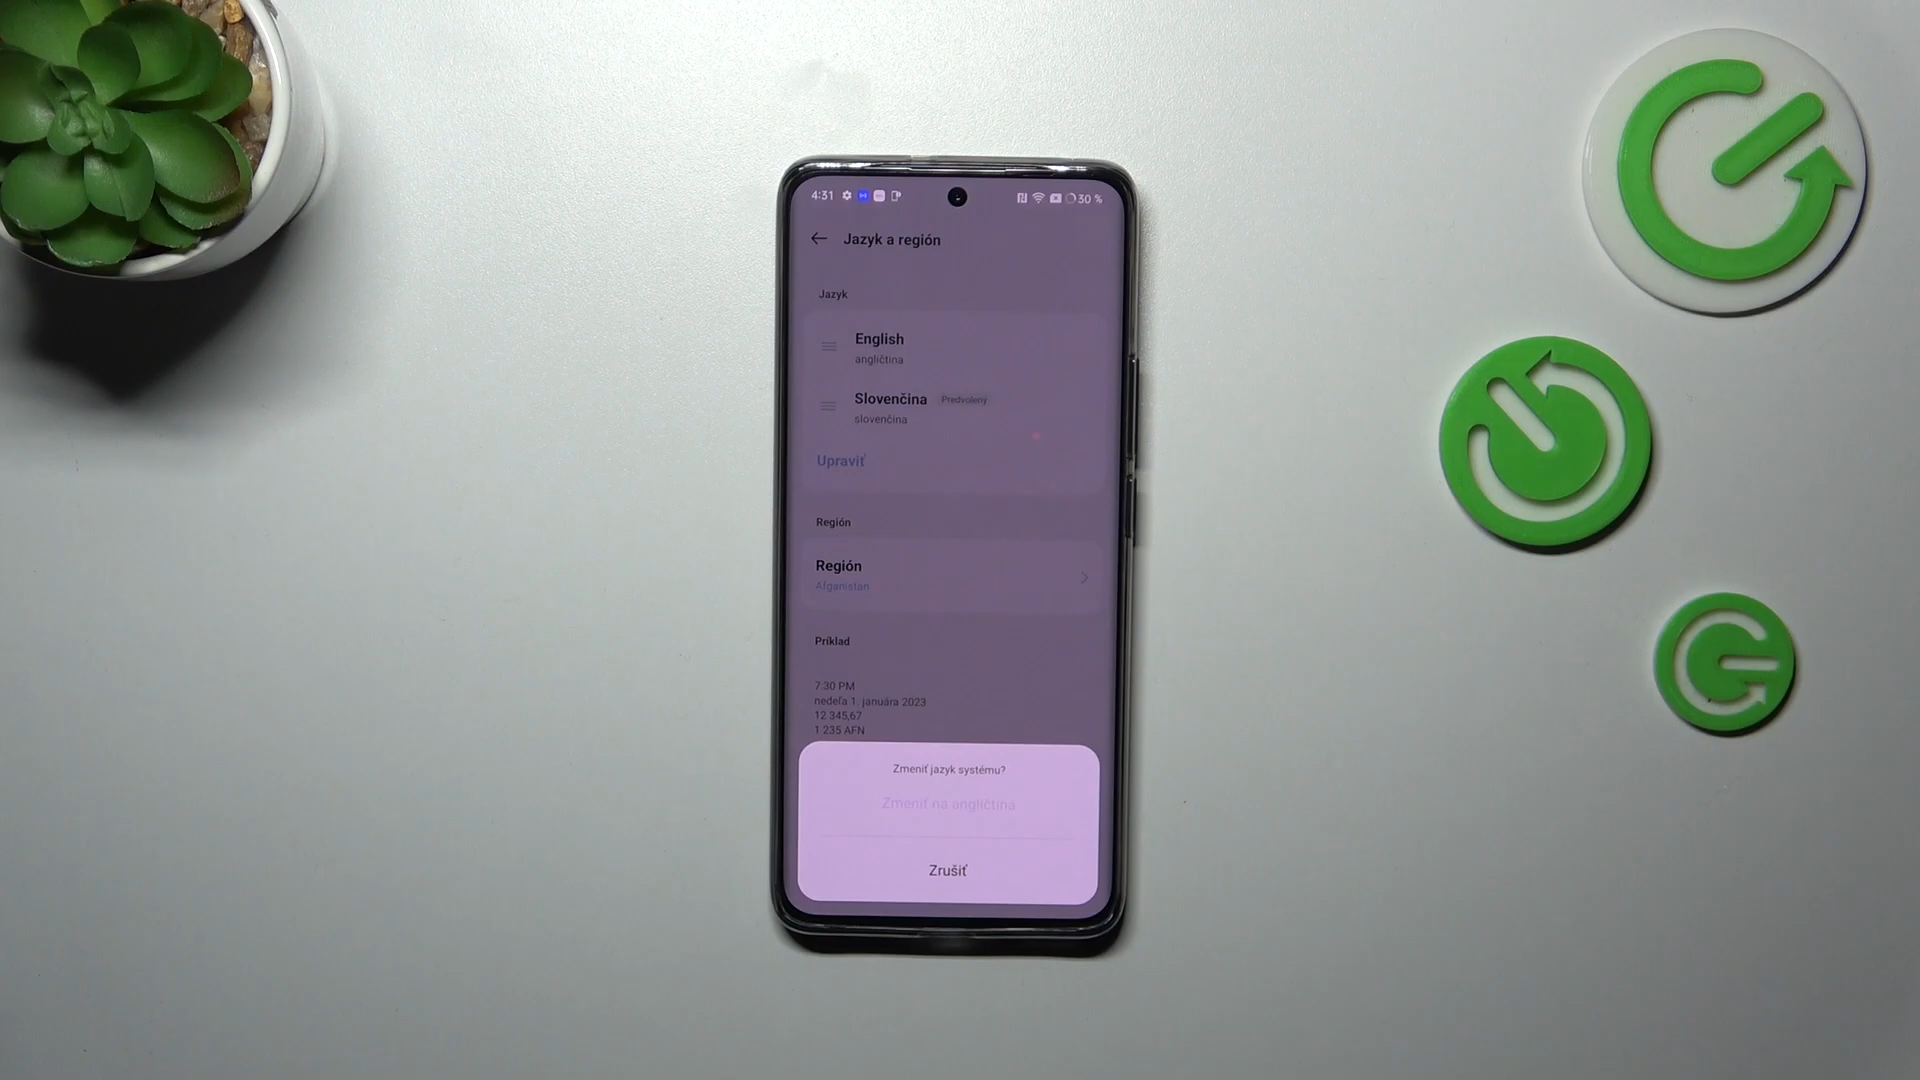 4:31
30 %
Jazyk a región
Jazyk
English
angličtina
Slovenčina Predvolený
slovenčina
Upraviť
Región
Región
Afganistan
Príklad
7:30 PM
nedeľa 1. januára 2023
12 345,67
1 235 AFN
Zmeniť jazyk systému?
Zmeniť na angličtina
Zrušiť